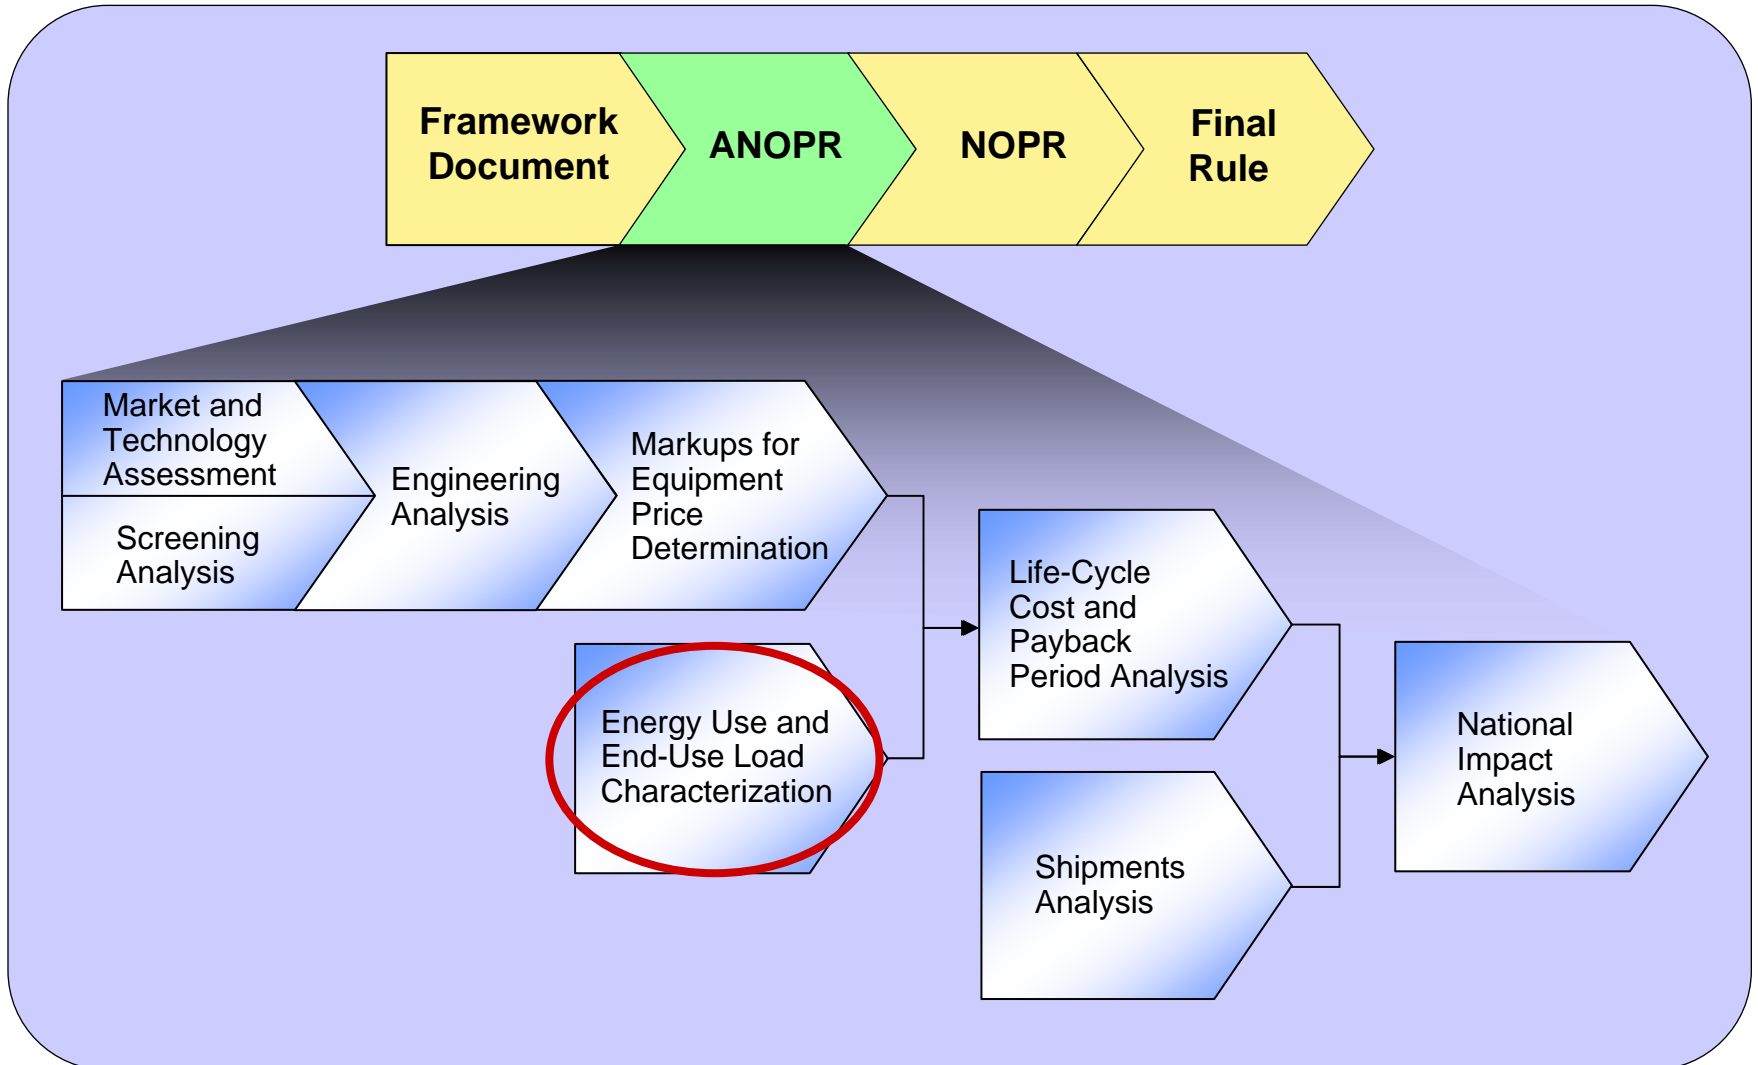 Framework
Document
ANOPR
NOPR
Final
Rule
Market and
Technology
Assessment
Screening
Analysis
Engineering
Analysis
Markups for
Equipment
Price
Determination
Energy Use and
End-Use Load
Characterization
Life-Cycle
Cost and
Payback
Period Analysis
Shipments
Analysis
National
Impact
Analysis